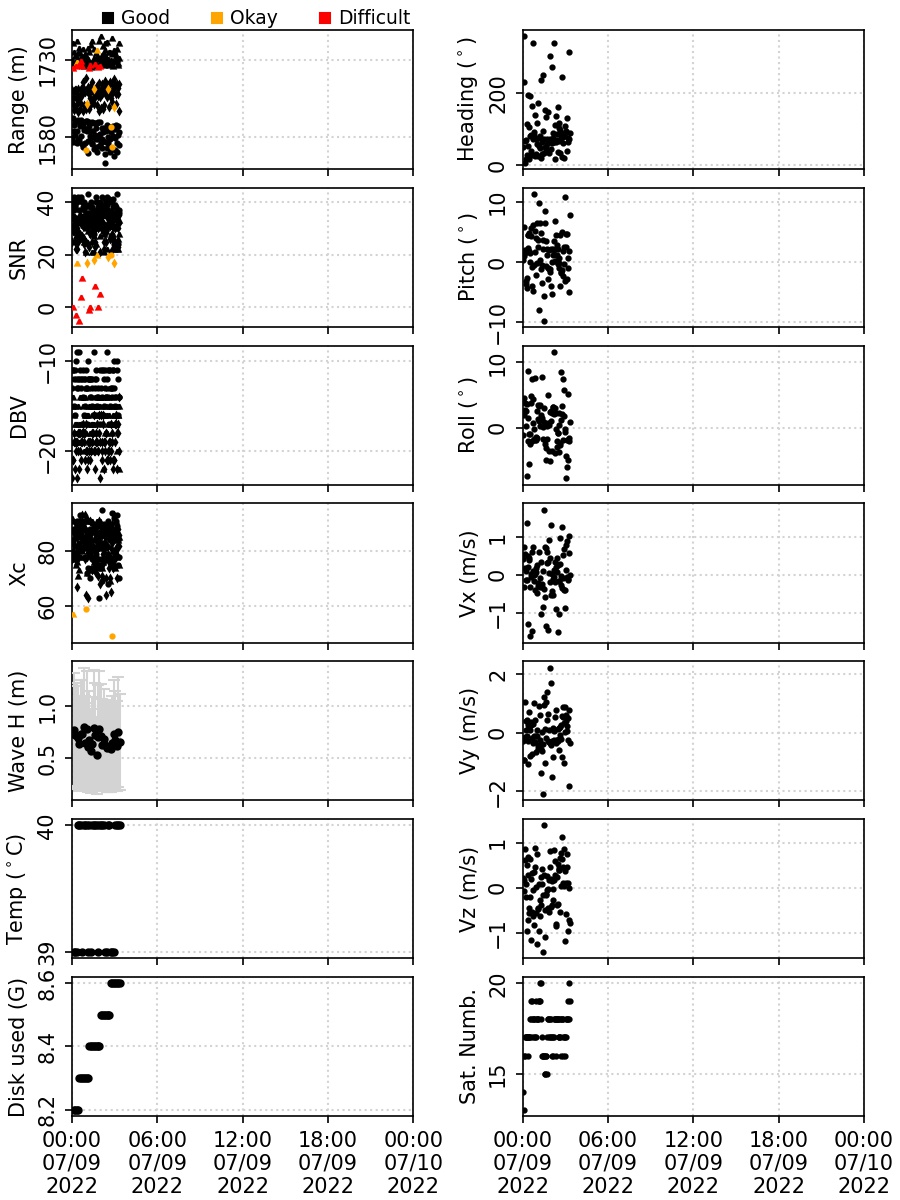 Good Okay Difficult
Range (m)
1730
1580
Heading (°)
200
0
SNR
40
20
0
Pitch (°)
10
0
−10
DBV
−10
−20
Roll (°)
10
0
Xc
80
60
Vx (m/s)
1
0
−1
Wave H (m)
1.0
0.5
Vy (m/s)
2
0
−2
Temp (°C)
40
39
Vz (m/s)
1
0
−1
Disk used (G)
8.6
8.4
8.2
Sat. Numb.
20
15
00:00 06:00 12:00 18:00 00:00
07/09 07/09 07/09 07/09 07/10
2022 2022 2022 2022 2022
00:00 06:00 12:00 18:00 00:00
07/09 07/09 07/09 07/09 07/10
2022 2022 2022 2022 2022